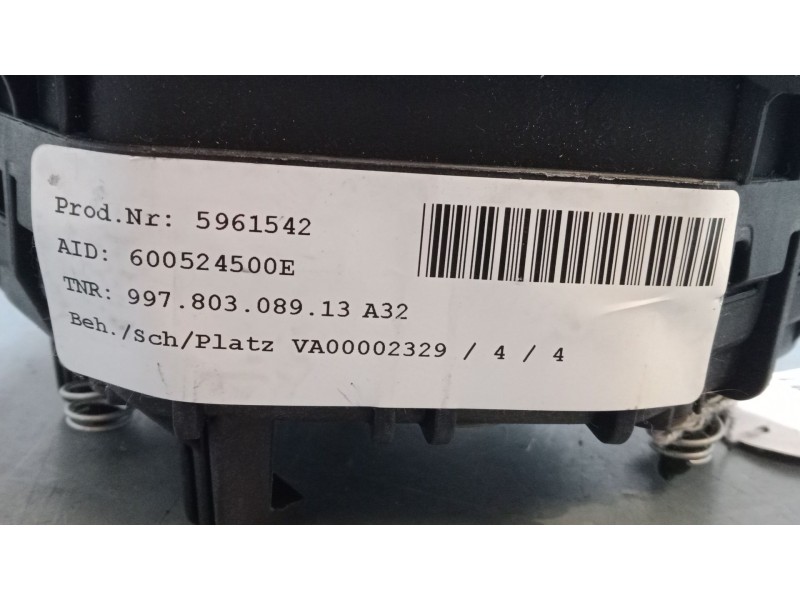 Prod.Nr: 5961542
AID: 600524500E
TNR: 997.803.089.13 A32
Beh./Sch/Platz VA00002329 / 4 / 4